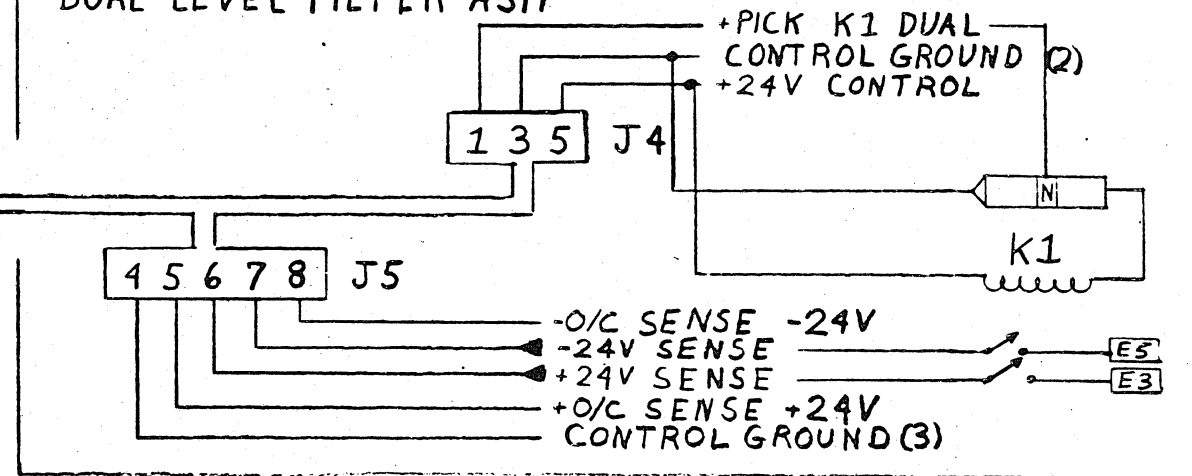 DUAL LEVEL FILTER ASM
+PICK K1 DUAL
CONTROL GROUND (2)
+24V CONTROL
1 3 5 J4
N
K1
4 5 6 7 8 J5
-O/C SENSE -24V
-24V SENSE E5
+24V SENSE E3
+O/C SENSE +24V
CONTROL GROUND (3)